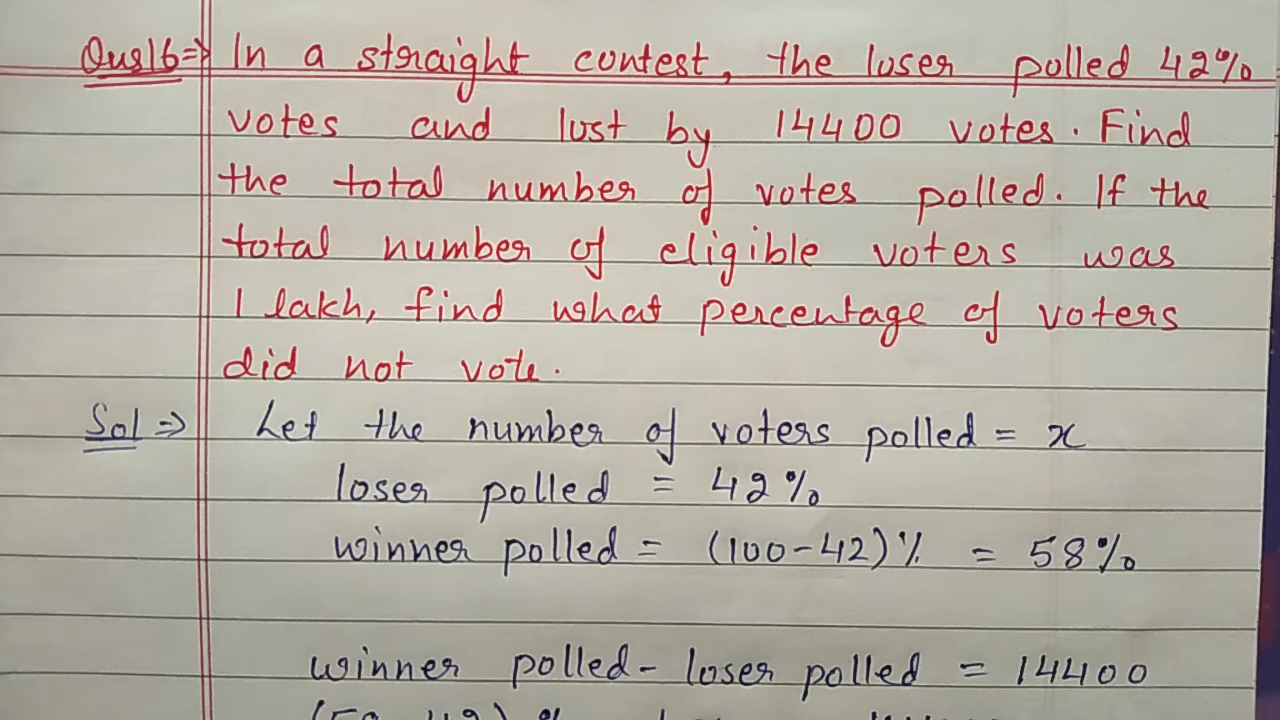 Ques16=> In a straight contest, the loser polled 42%
votes and lost by 14400 votes. Find
the total number of votes polled. If the
total number of eligible voters was
1 lakh, find what percentage of voters
did not vote.
Sol => Let the number of voters polled = x
loser polled = 42%
winner polled = (100-42)% = 58%
winner polled - loser polled = 14400